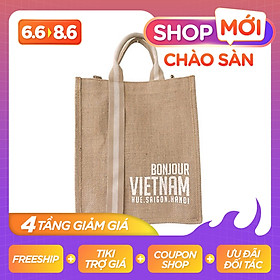 6.6 8.6
SHOP MỚI
CHÀO SÀN
BONJOUR
VIETNAM
HUE.SAIGON.HANOI
4 TẦNG GIẢM GIÁ
FREESHIP + TIKI TRỢ GIÁ + COUPON SHOP + ƯU ĐÃI ĐỐI TÁC